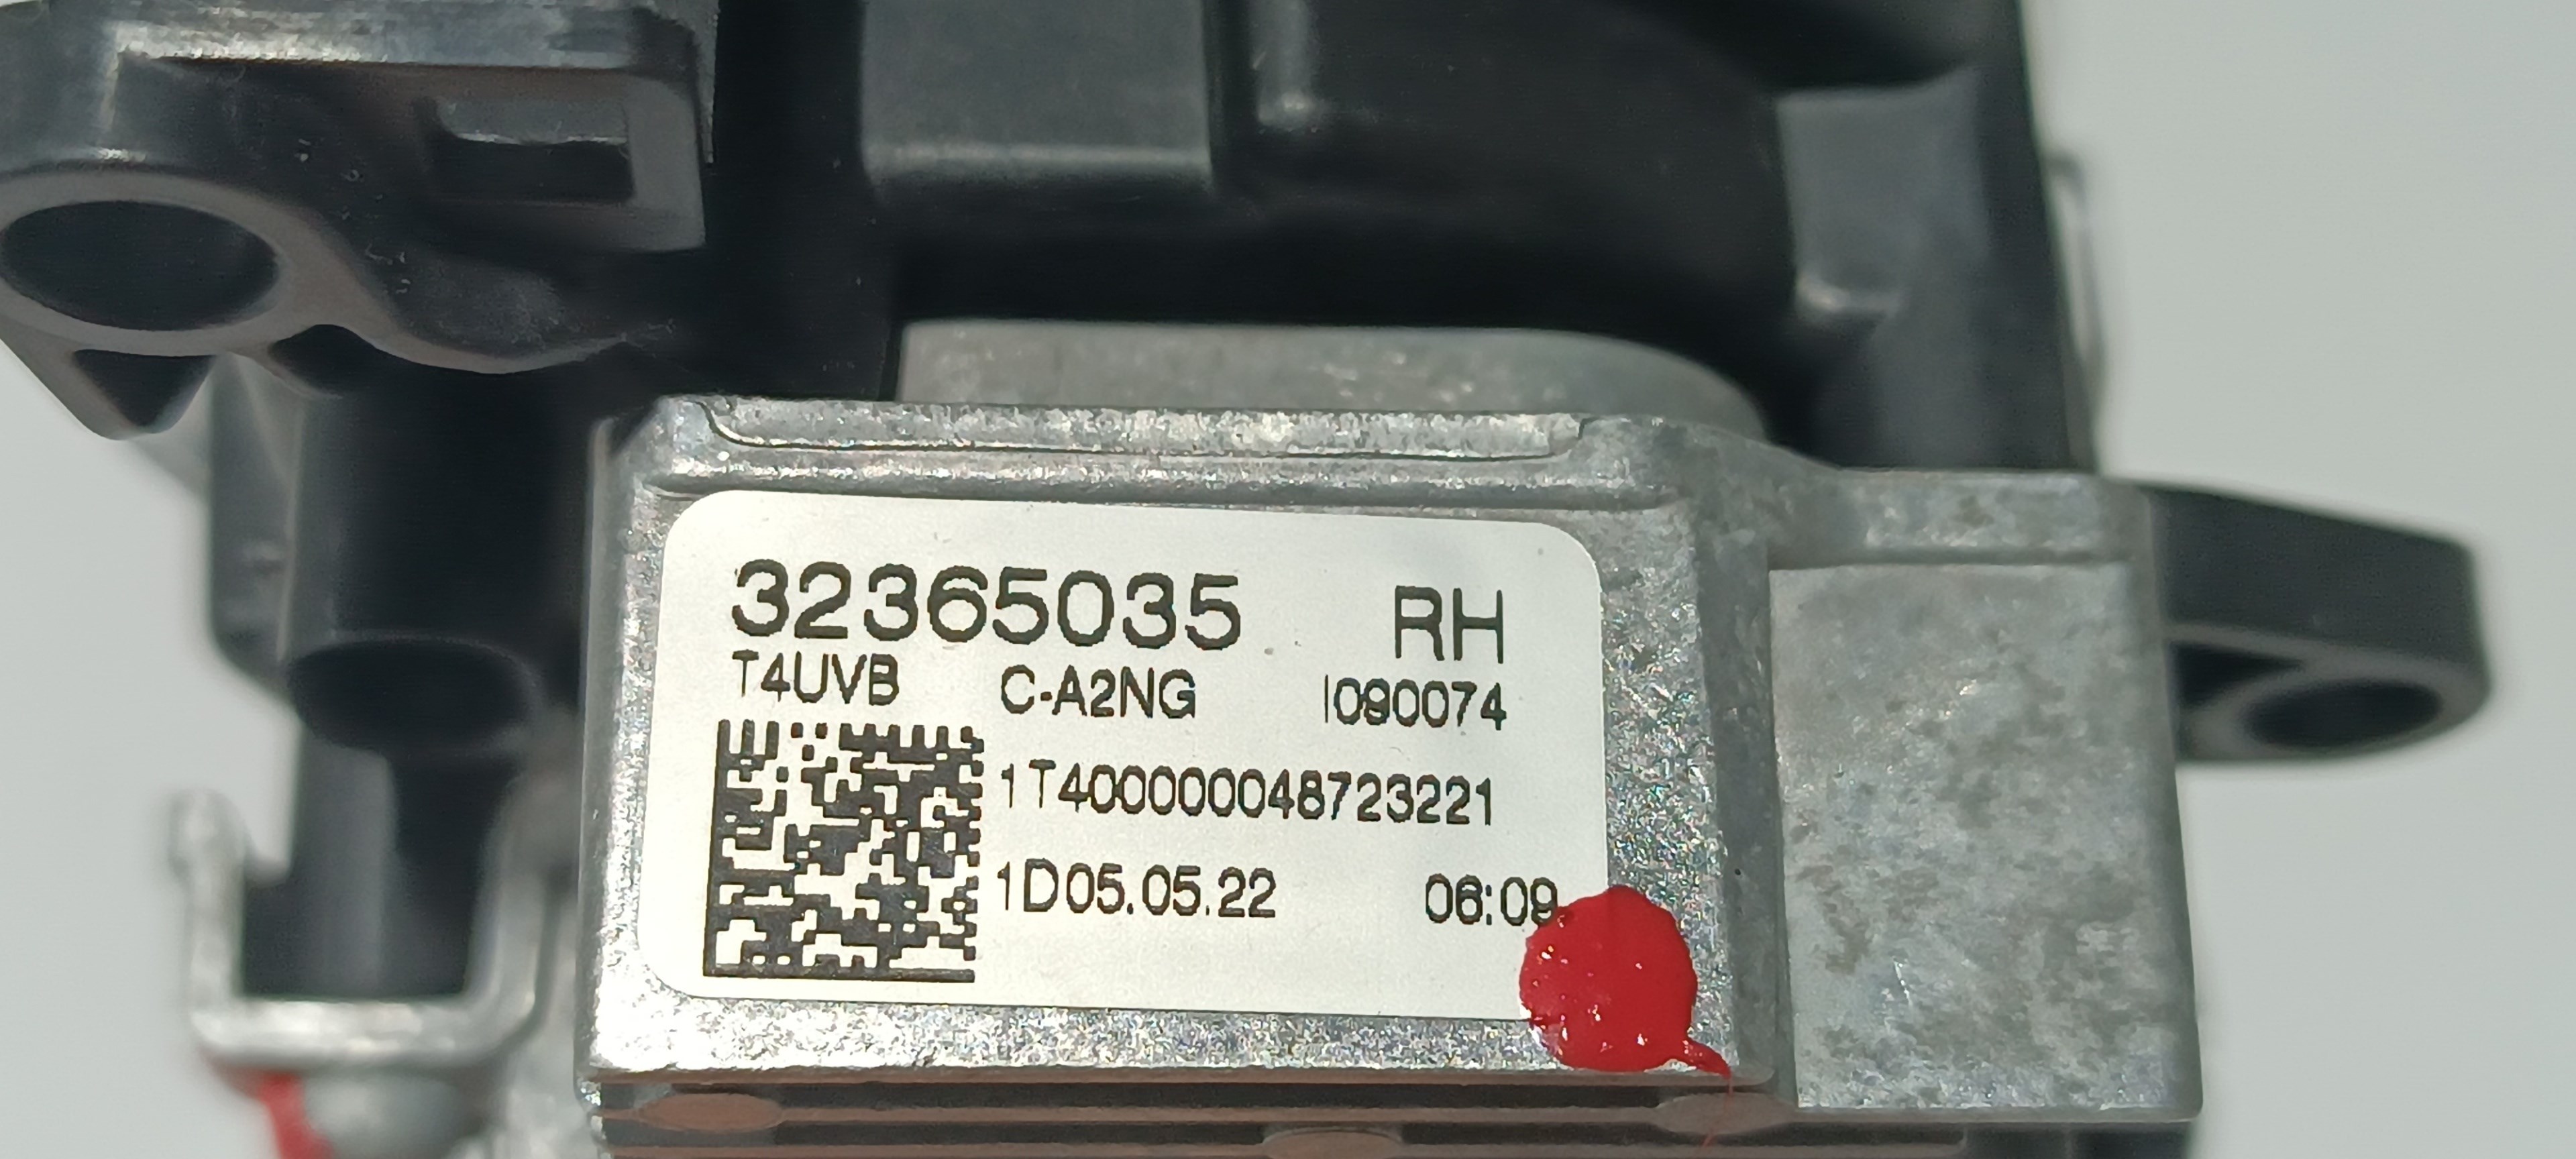 32365035 RH
T4UVB C-A2NG I090074
1T400000048723221
1D05.05.22 06:09